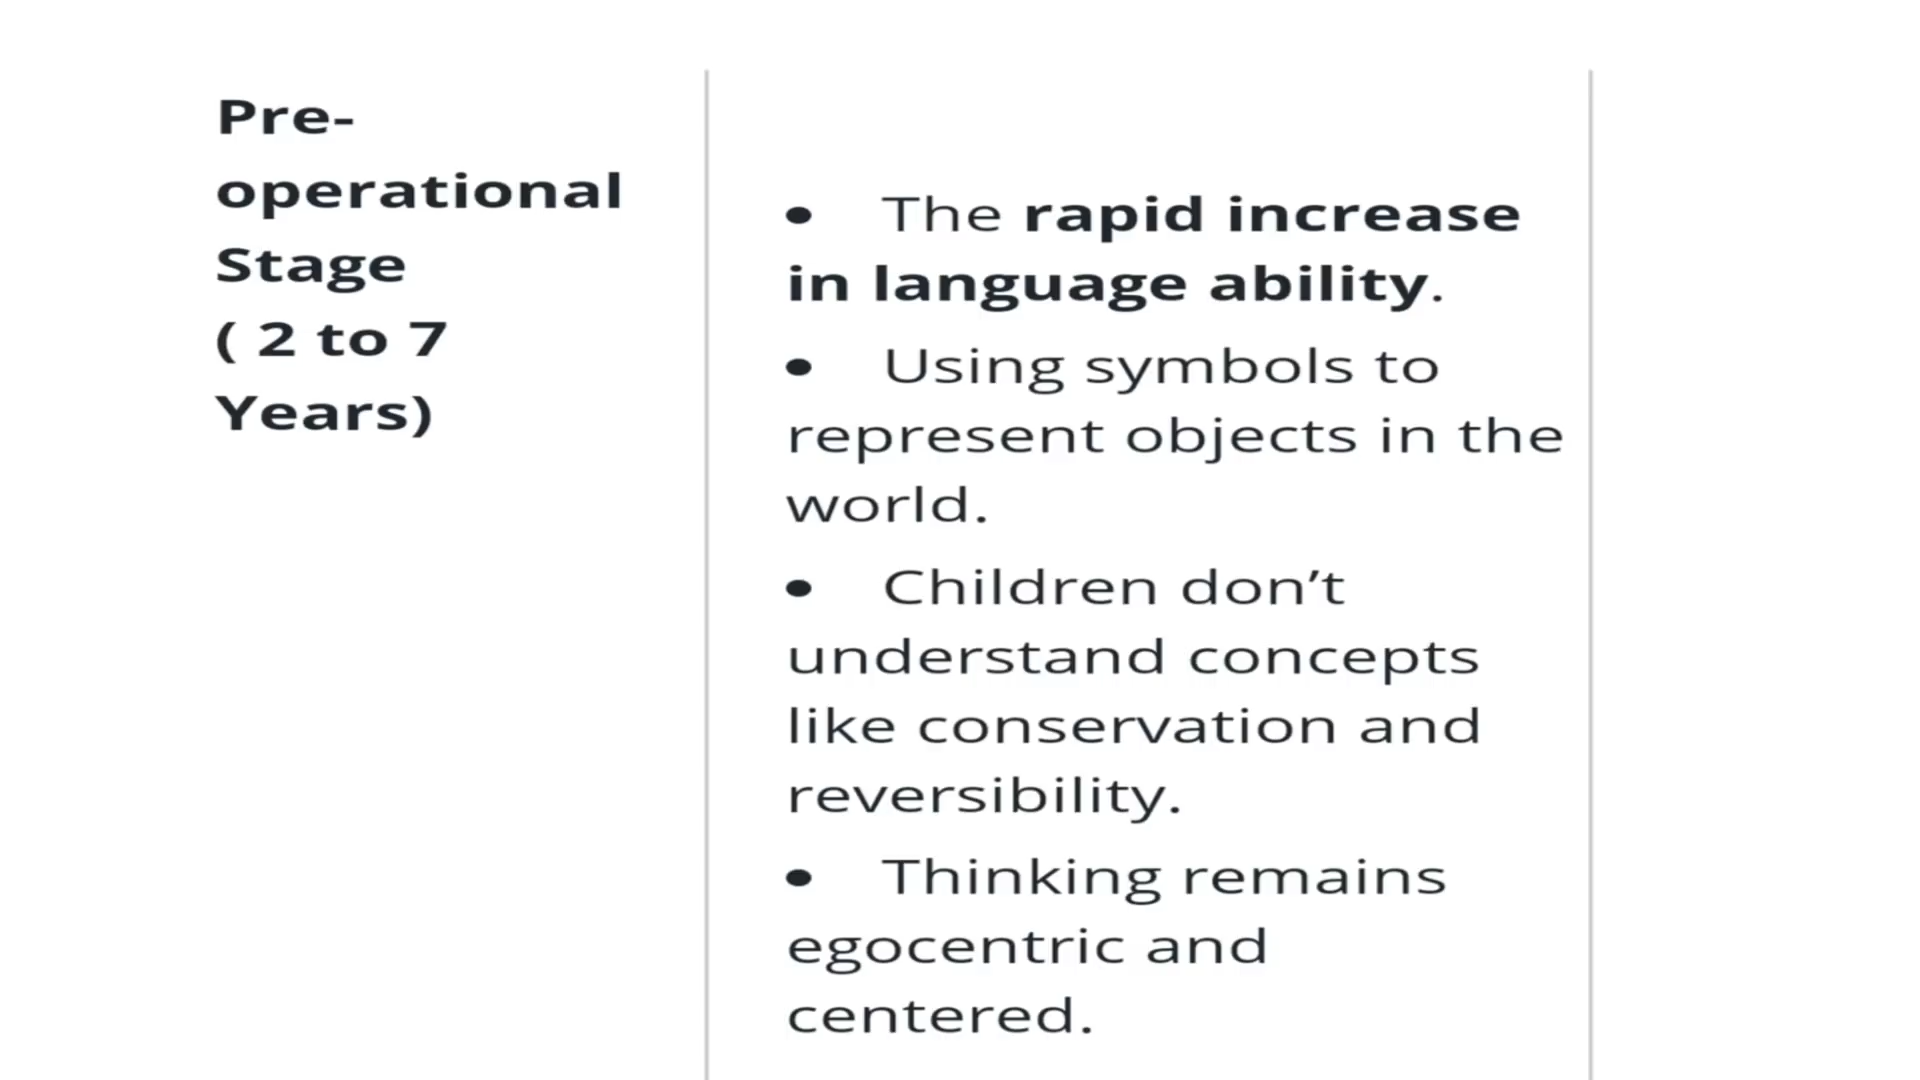 Pre-
operational
Stage
( 2 to 7
Years)
• The rapid increase
in language ability.
• Using symbols to
represent objects in the
world.
• Children don’t
understand concepts
like conservation and
reversibility.
• Thinking remains
egocentric and
centered.